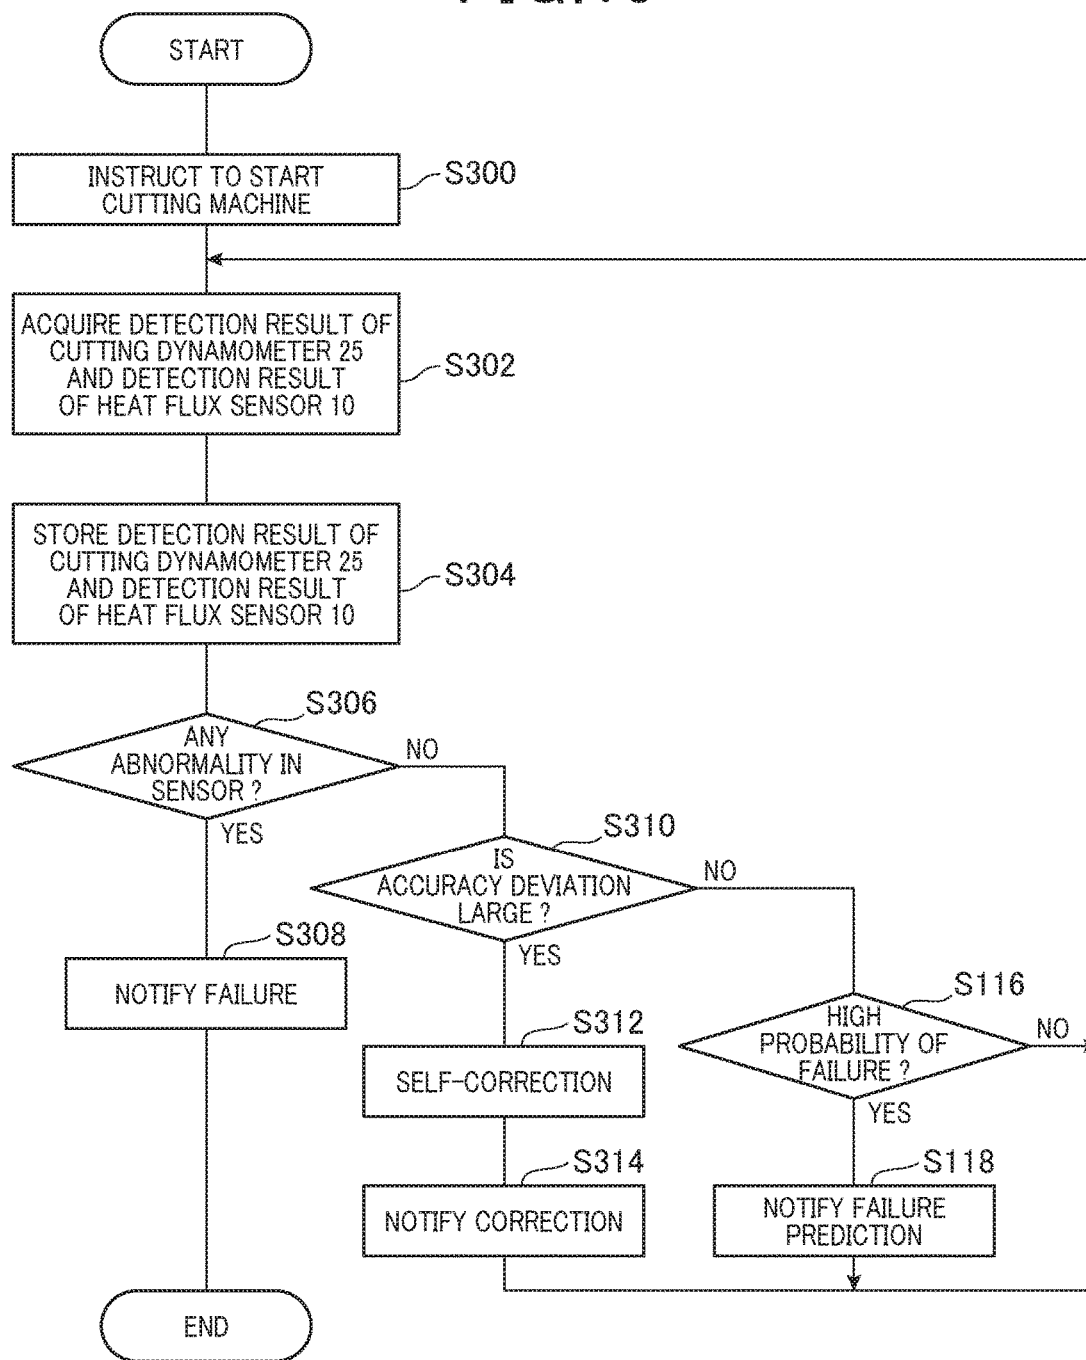 START
INSTRUCT TO START
CUTTING MACHINE
S300
ACQUIRE DETECTION RESULT OF
CUTTING DYNAMOMETER 25
AND DETECTION RESULT
OF HEAT FLUX SENSOR 10
S302
STORE DETECTION RESULT OF
CUTTING DYNAMOMETER 25
AND DETECTION RESULT
OF HEAT FLUX SENSOR 10
S304
S306
ANY
ABNORMALITY IN
SENSOR ?
NO
YES
S310
IS
ACCURACY DEVIATION
LARGE ?
NO
YES
S308
NOTIFY FAILURE
S116
HIGH
PROBABILITY OF
FAILURE ?
NO
YES
S312
SELF-CORRECTION
S314
NOTIFY CORRECTION
S118
NOTIFY FAILURE
PREDICTION
END